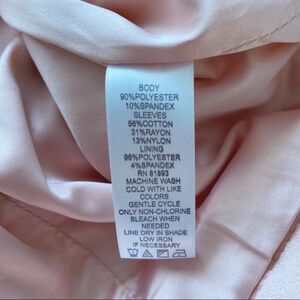 BODY
90%POLYESTER
10%SPANDEX
SLEEVES
56%COTTON
31%RAYON
13%NYLON
LINING
96%POLYESTER
4%SPANDEX
RN 81893
MACHINE WASH
COLD WITH LIKE
COLORS
GENTLE CYCLE
ONLY NON-CHLORINE
BLEACH WHEN
NEEDED
LINE DRY IN SHADE
LOW IRON
IF NECESSARY